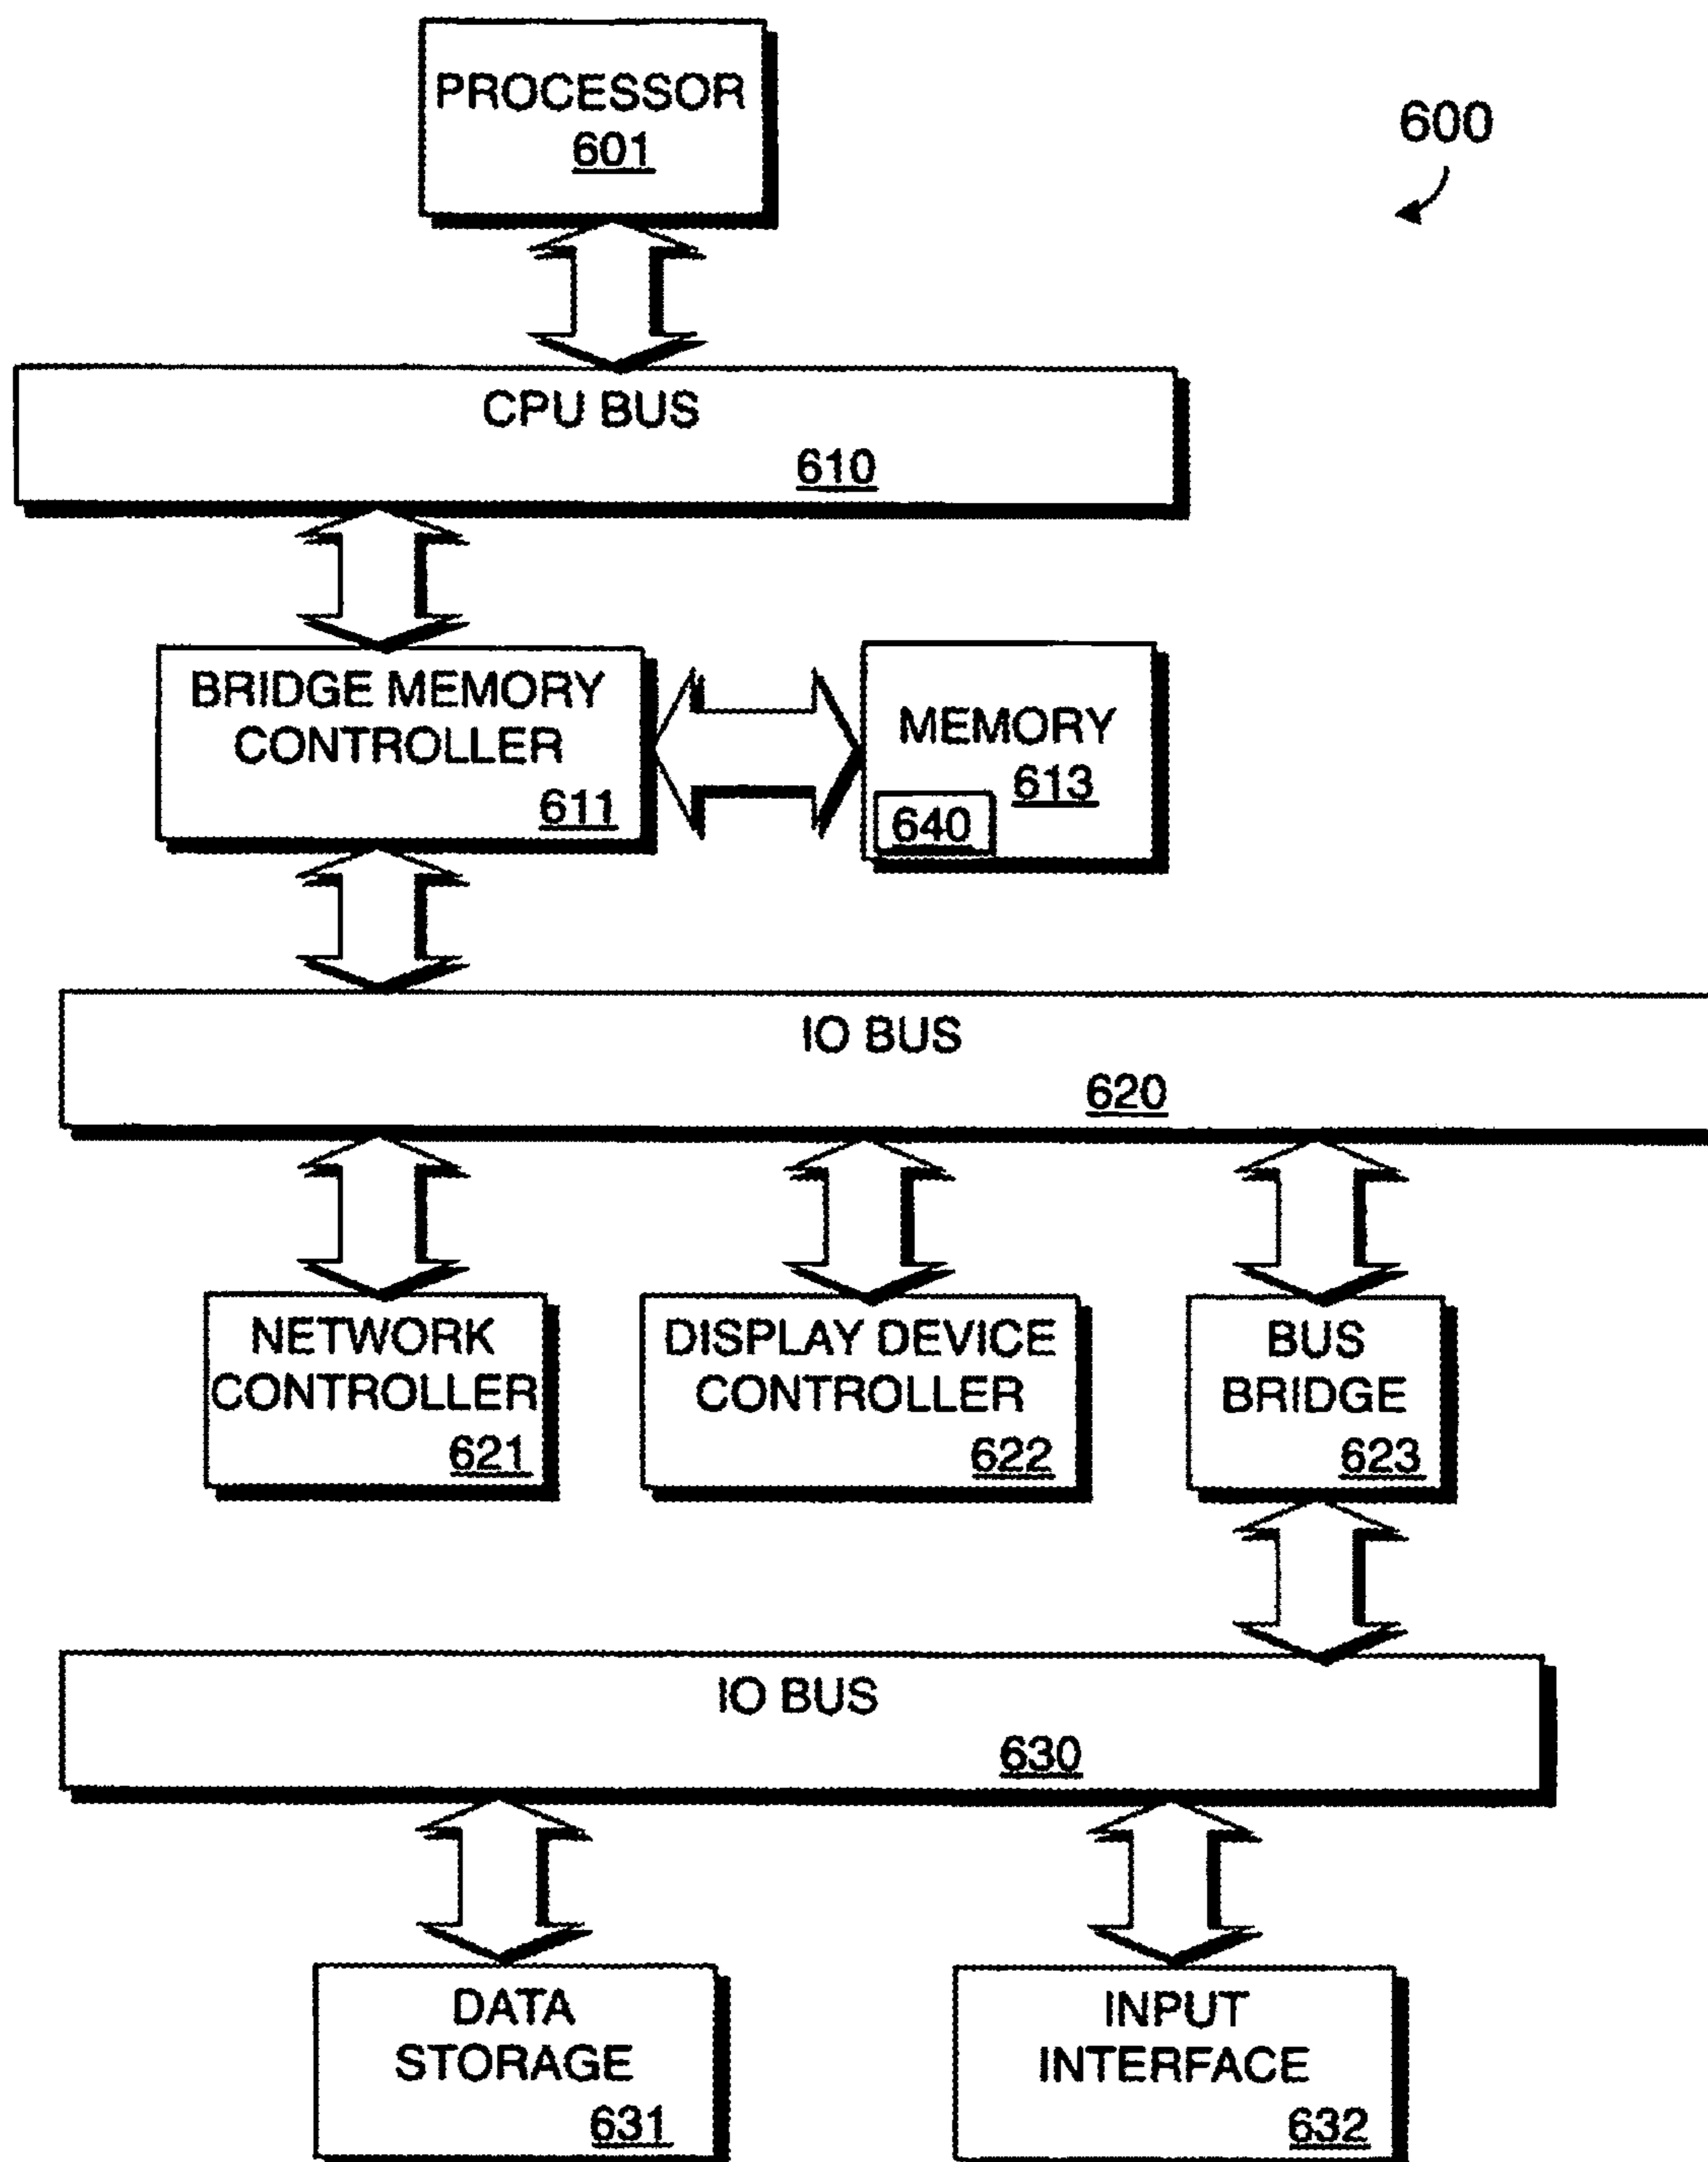 PROCESSOR
601
600
CPU BUS
610
BRIDGE MEMORY
CONTROLLER
611
MEMORY
613
640
IO BUS
620
NETWORK
CONTROLLER
621
DISPLAY DEVICE
CONTROLLER
622
BUS
BRIDGE
623
IO BUS
630
DATA
STORAGE
631
INPUT
INTERFACE
632